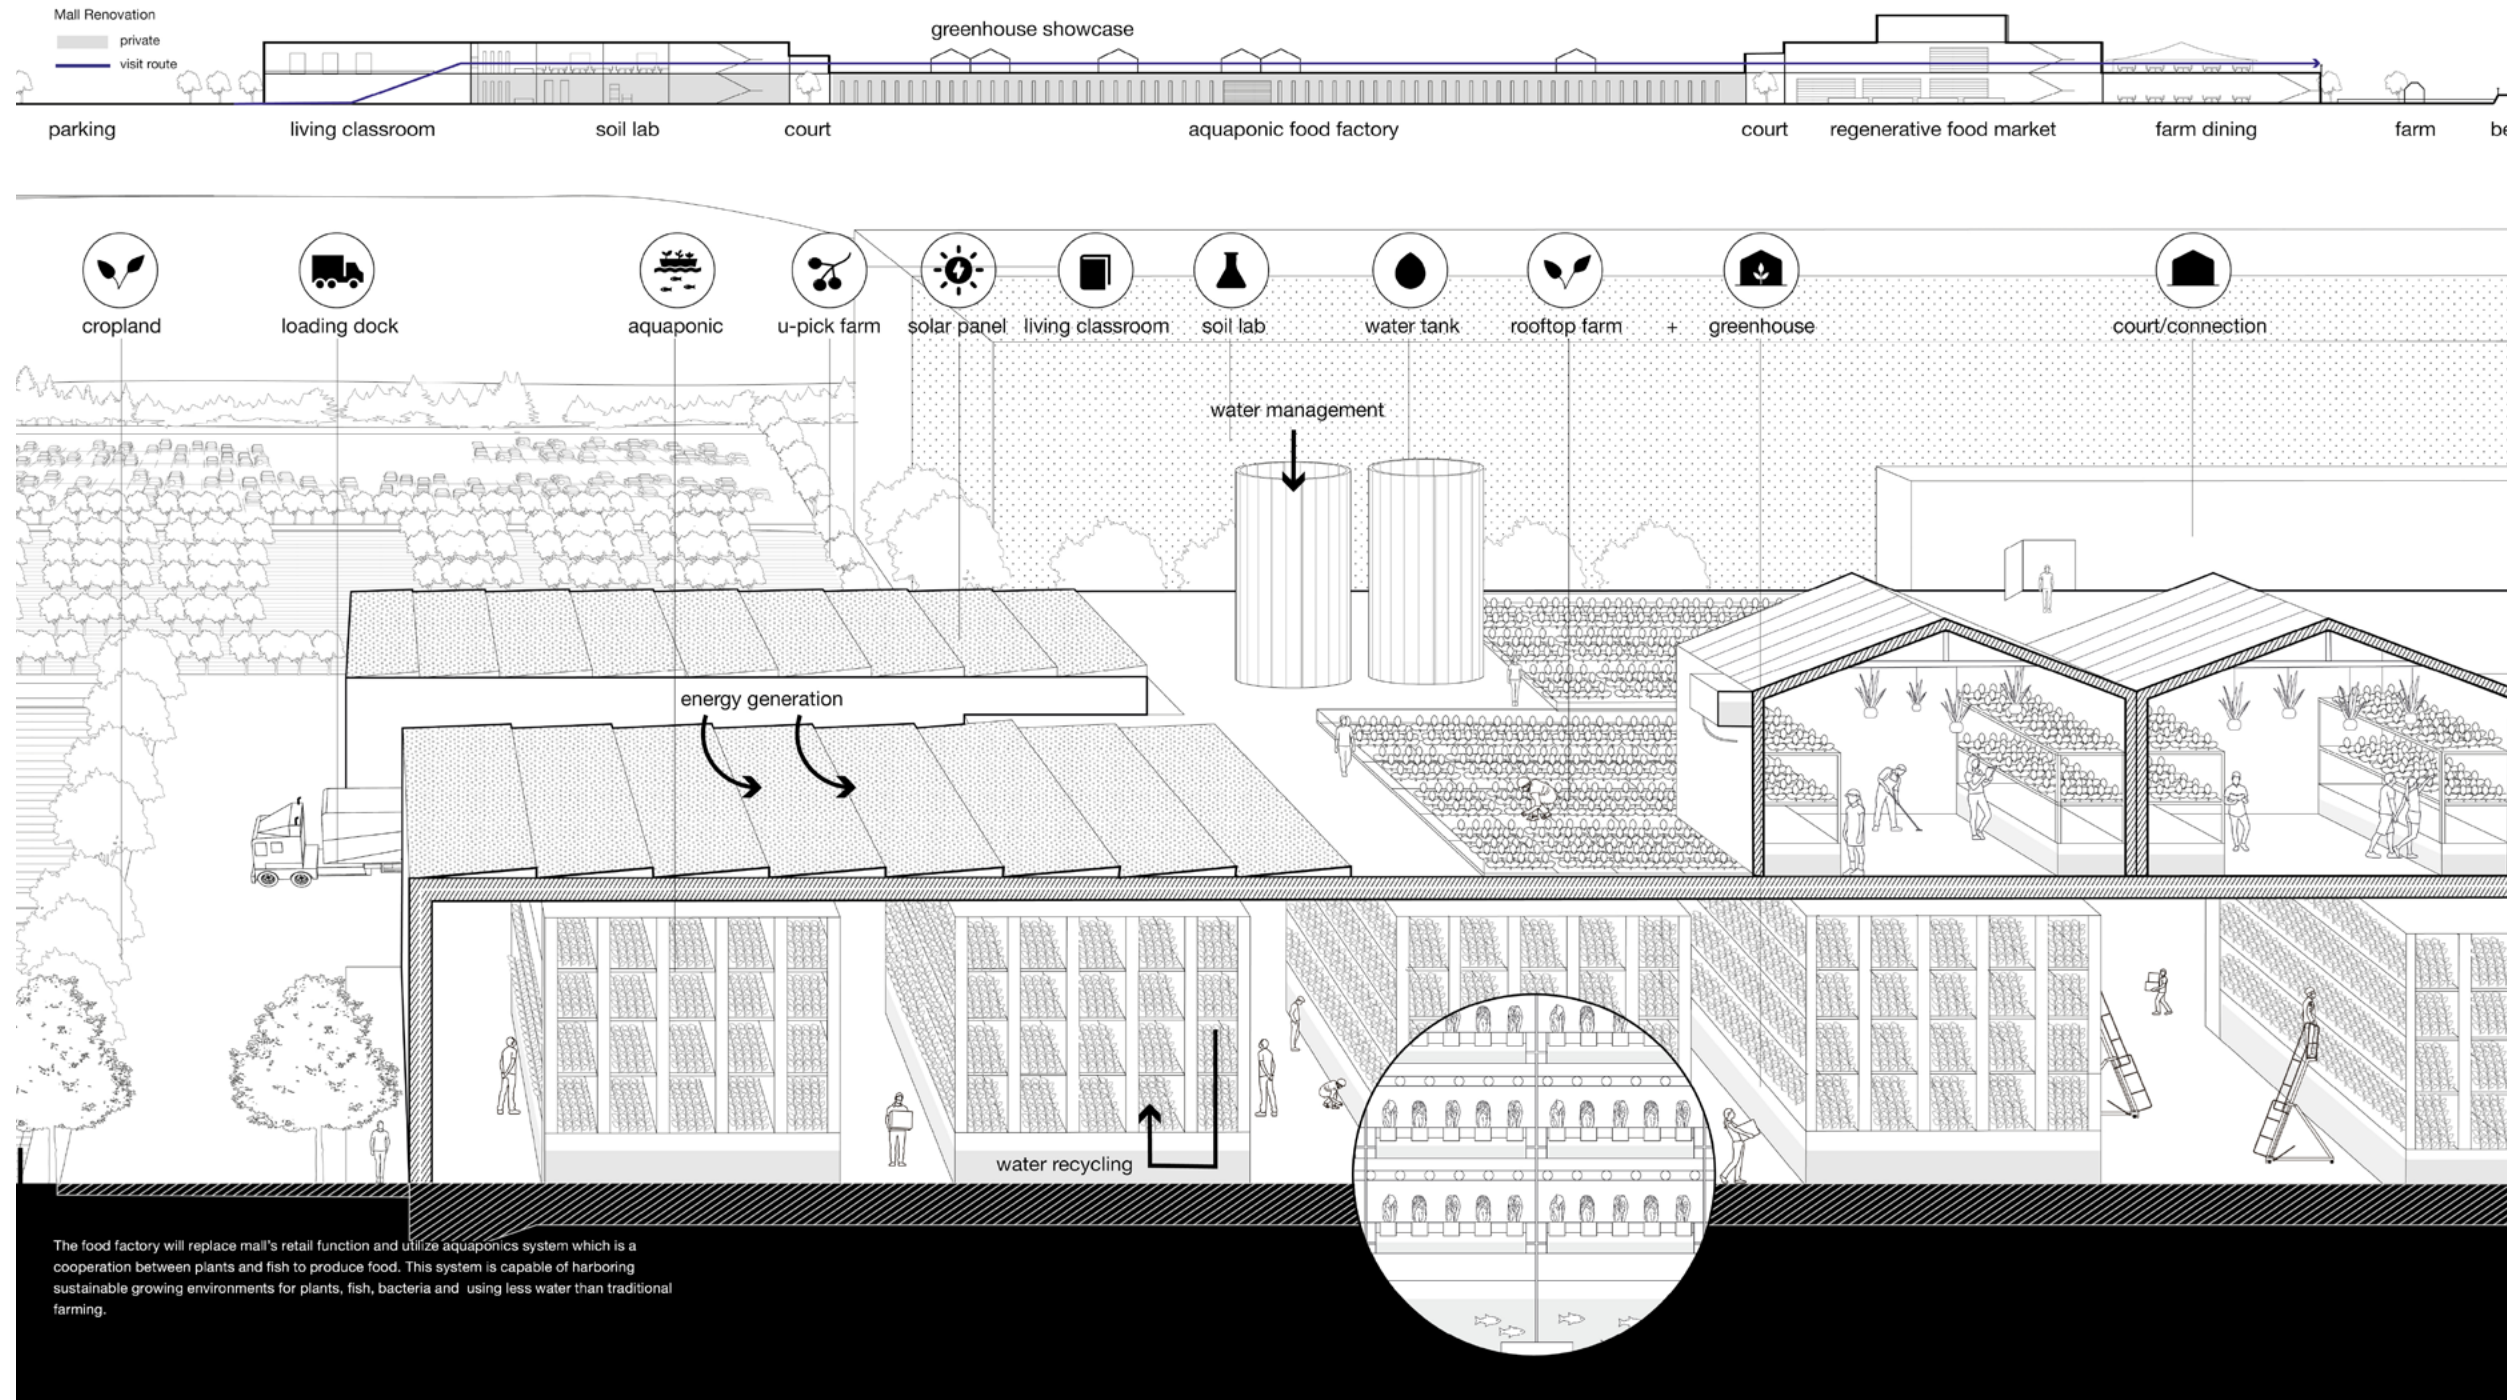 Mall Renovation
private
visit route
greenhouse showcase
parking
living classroom
soil lab
court
aquaponic food factory
court
regenerative food market
farm dining
farm
cropland
loading dock
aquaponic
u-pick farm
solar panel
living classroom
soil lab
water tank
rooftop farm
+
greenhouse
court/connection
water management
energy generation
water recycling
The food factory will replace mall's retail function and utilize aquaponics system which is a
cooperation between plants and fish to produce food. This system is capable of harboring
sustainable growing environments for plants, fish, bacteria and using less water than traditional
farming.